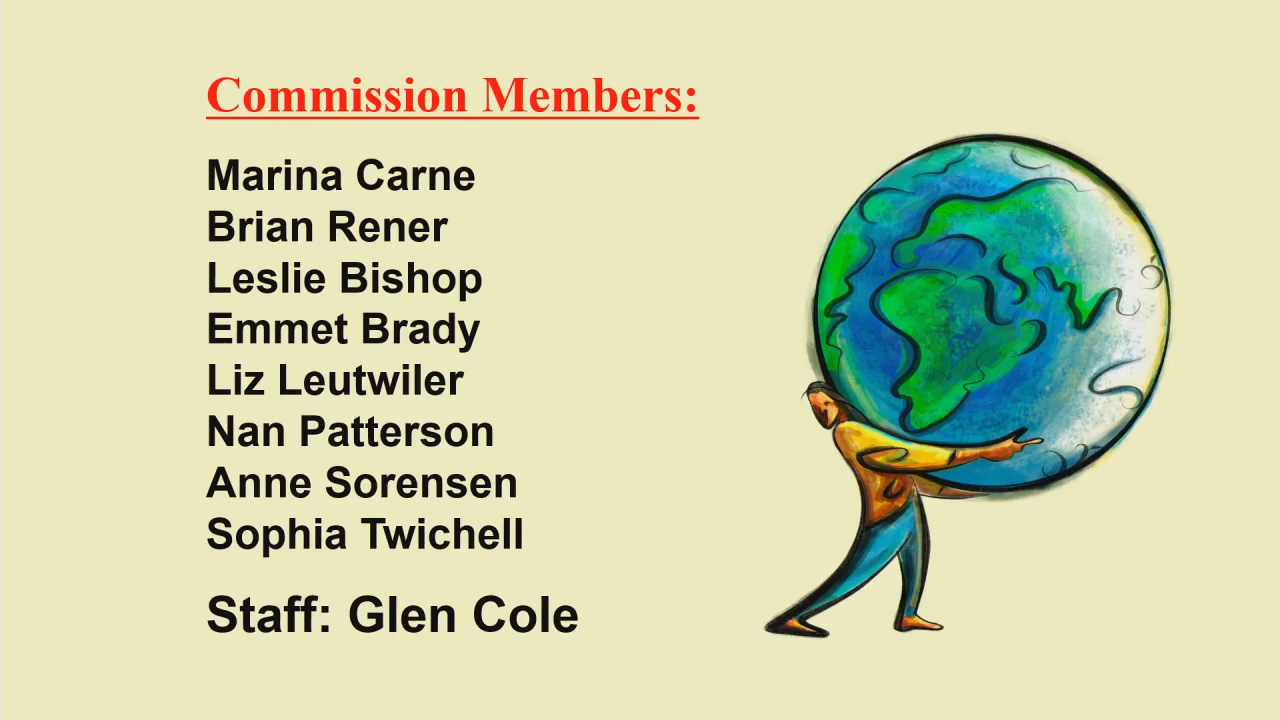 Commission Members:
Marina Carne
Brian Rener
Leslie Bishop
Emmet Brady
Liz Leutwiler
Nan Patterson
Anne Sorensen
Sophia Twichell
Staff: Glen Cole